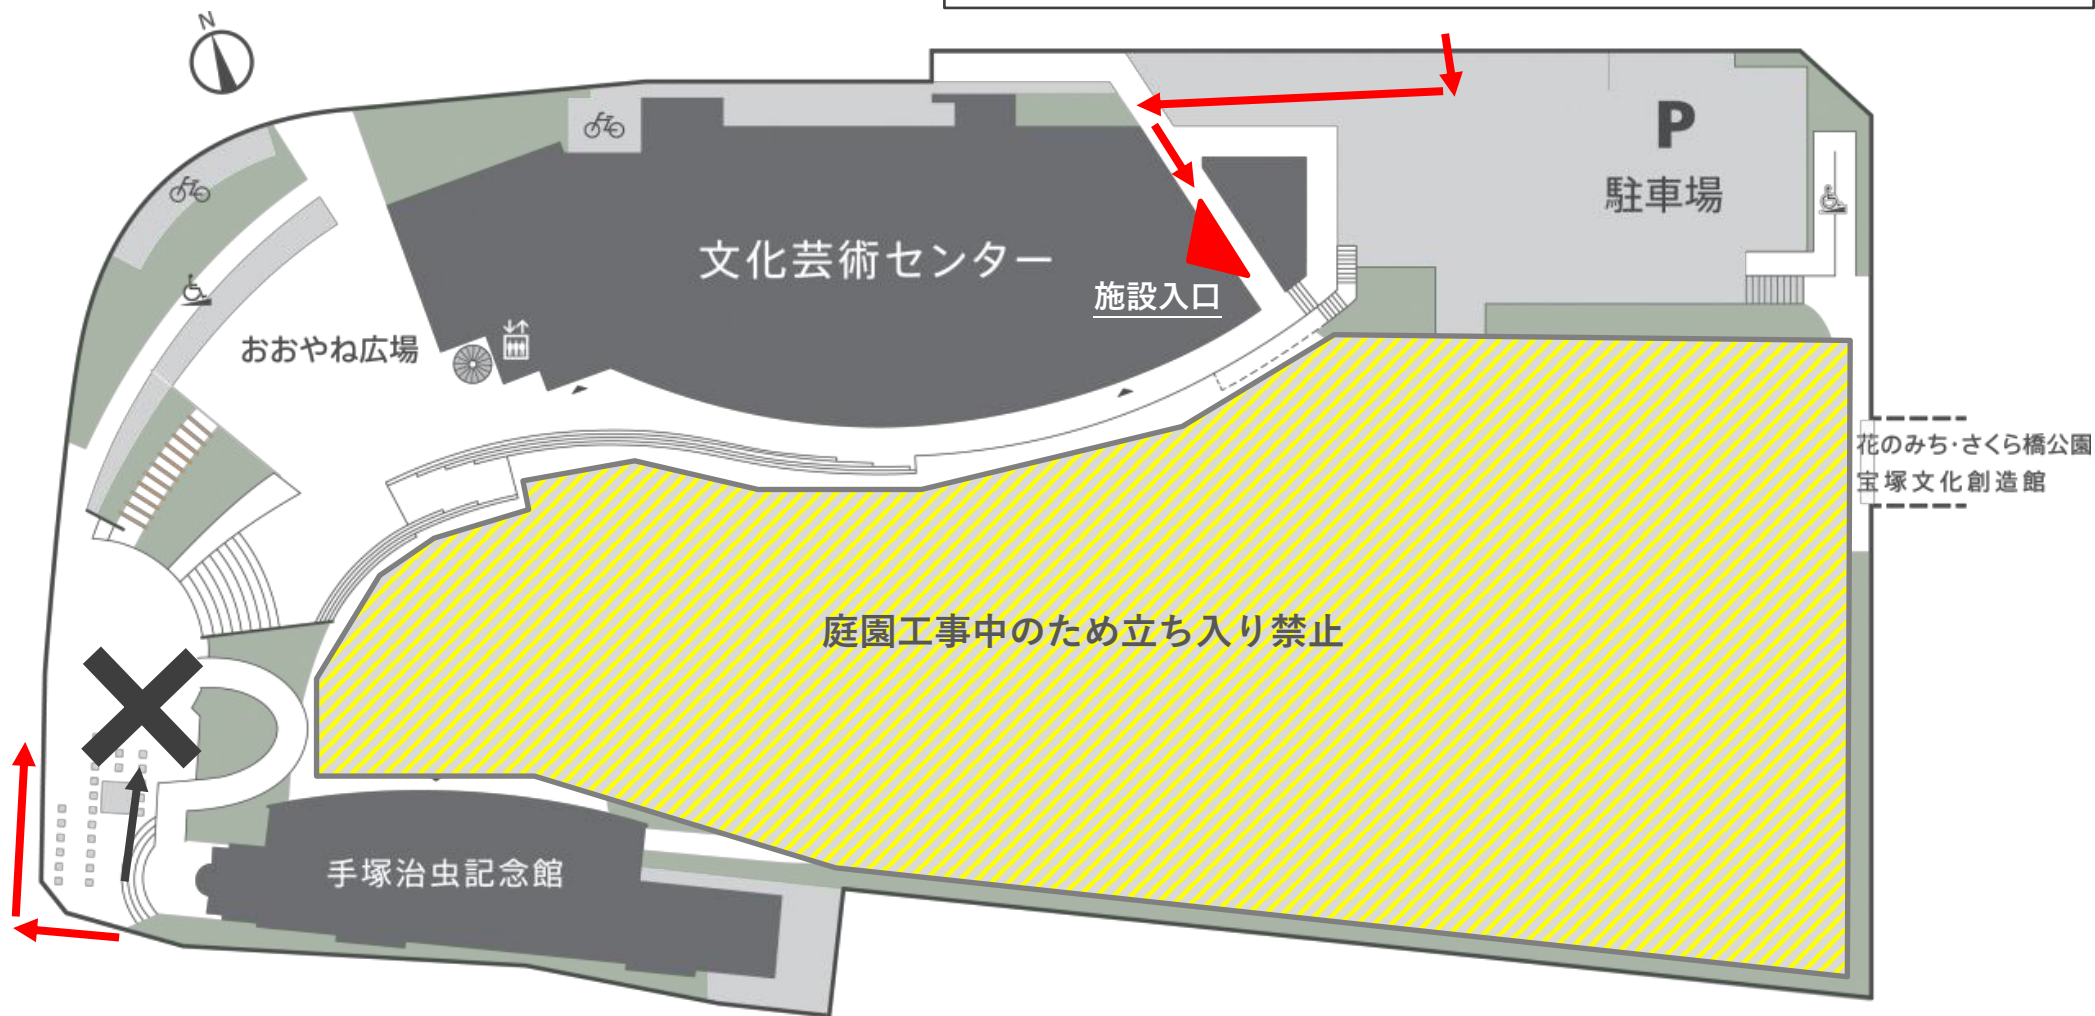 N
P
駐車場
文化芸術センター
施設入口
おおやね広場
花のみち・さくら橋公園
宝塚文化創造館
庭園工事中のため立ち入り禁止
手塚治虫記念館